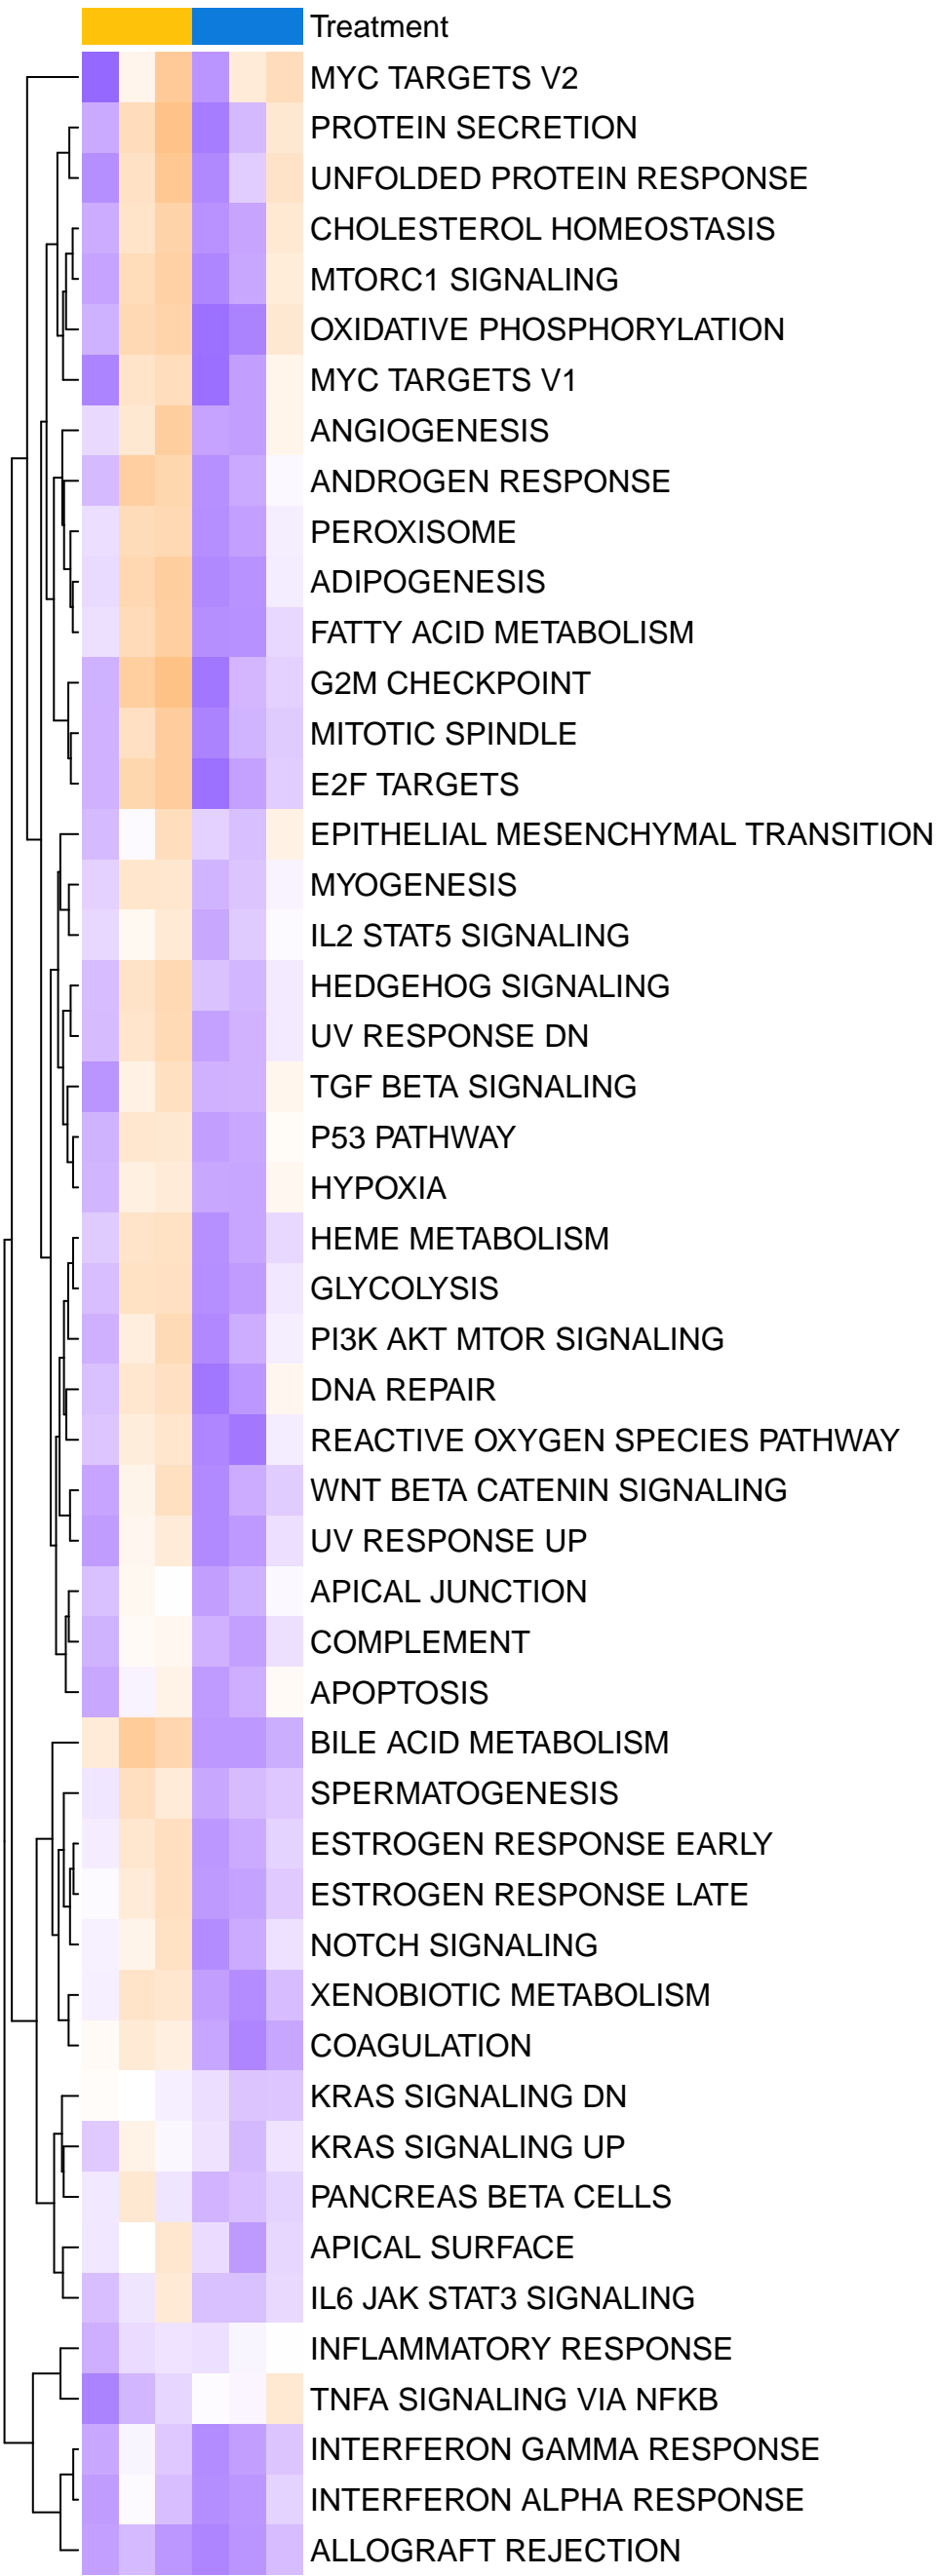 Treatment
MYC TARGETS V2
PROTEIN SECRETION
UNFOLDED PROTEIN RESPONSE
CHOLESTEROL HOMEOSTASIS
MTORC1 SIGNALING
OXIDATIVE PHOSPHORYLATION
MYC TARGETS V1
ANGIOGENESIS
ANDROGEN RESPONSE
PEROXISOME
ADIPOGENESIS
FATTY ACID METABOLISM
G2M CHECKPOINT
MITOTIC SPINDLE
E2F TARGETS
EPITHELIAL MESENCHYMAL TRANSITION
MYOGENESIS
IL2 STAT5 SIGNALING
HEDGEHOG SIGNALING
UV RESPONSE DN
TGF BETA SIGNALING
P53 PATHWAY
HYPOXIA
HEME METABOLISM
GLYCOLYSIS
PI3K AKT MTOR SIGNALING
DNA REPAIR
REACTIVE OXYGEN SPECIES PATHWAY
WNT BETA CATENIN SIGNALING
UV RESPONSE UP
APICAL JUNCTION
COMPLEMENT
APOPTOSIS
BILE ACID METABOLISM
SPERMATOGENESIS
ESTROGEN RESPONSE EARLY
ESTROGEN RESPONSE LATE
NOTCH SIGNALING
XENOBIOTIC METABOLISM
COAGULATION
KRAS SIGNALING DN
KRAS SIGNALING UP
PANCREAS BETA CELLS
APICAL SURFACE
IL6 JAK STAT3 SIGNALING
INFLAMMATORY RESPONSE
TNFA SIGNALING VIA NFKB
INTERFERON GAMMA RESPONSE
INTERFERON ALPHA RESPONSE
ALLOGRAFT REJECTION